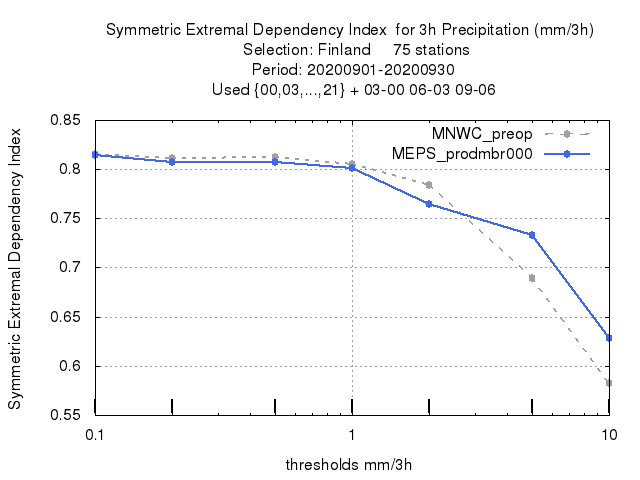 Symmetric Extremal Dependency Index  for 3h Precipitation (mm/3h)
Selection: Finland     75 stations
Period: 20200901-20200930
Used {00,03,...,21} + 03-00 06-03 09-06
Symmetric Extremal Dependency Index
0.85
0.8
0.75
0.7
0.65
0.6
0.55
MNWC_preop
MEPS_prodmbr000
0.1
1
10
thresholds mm/3h